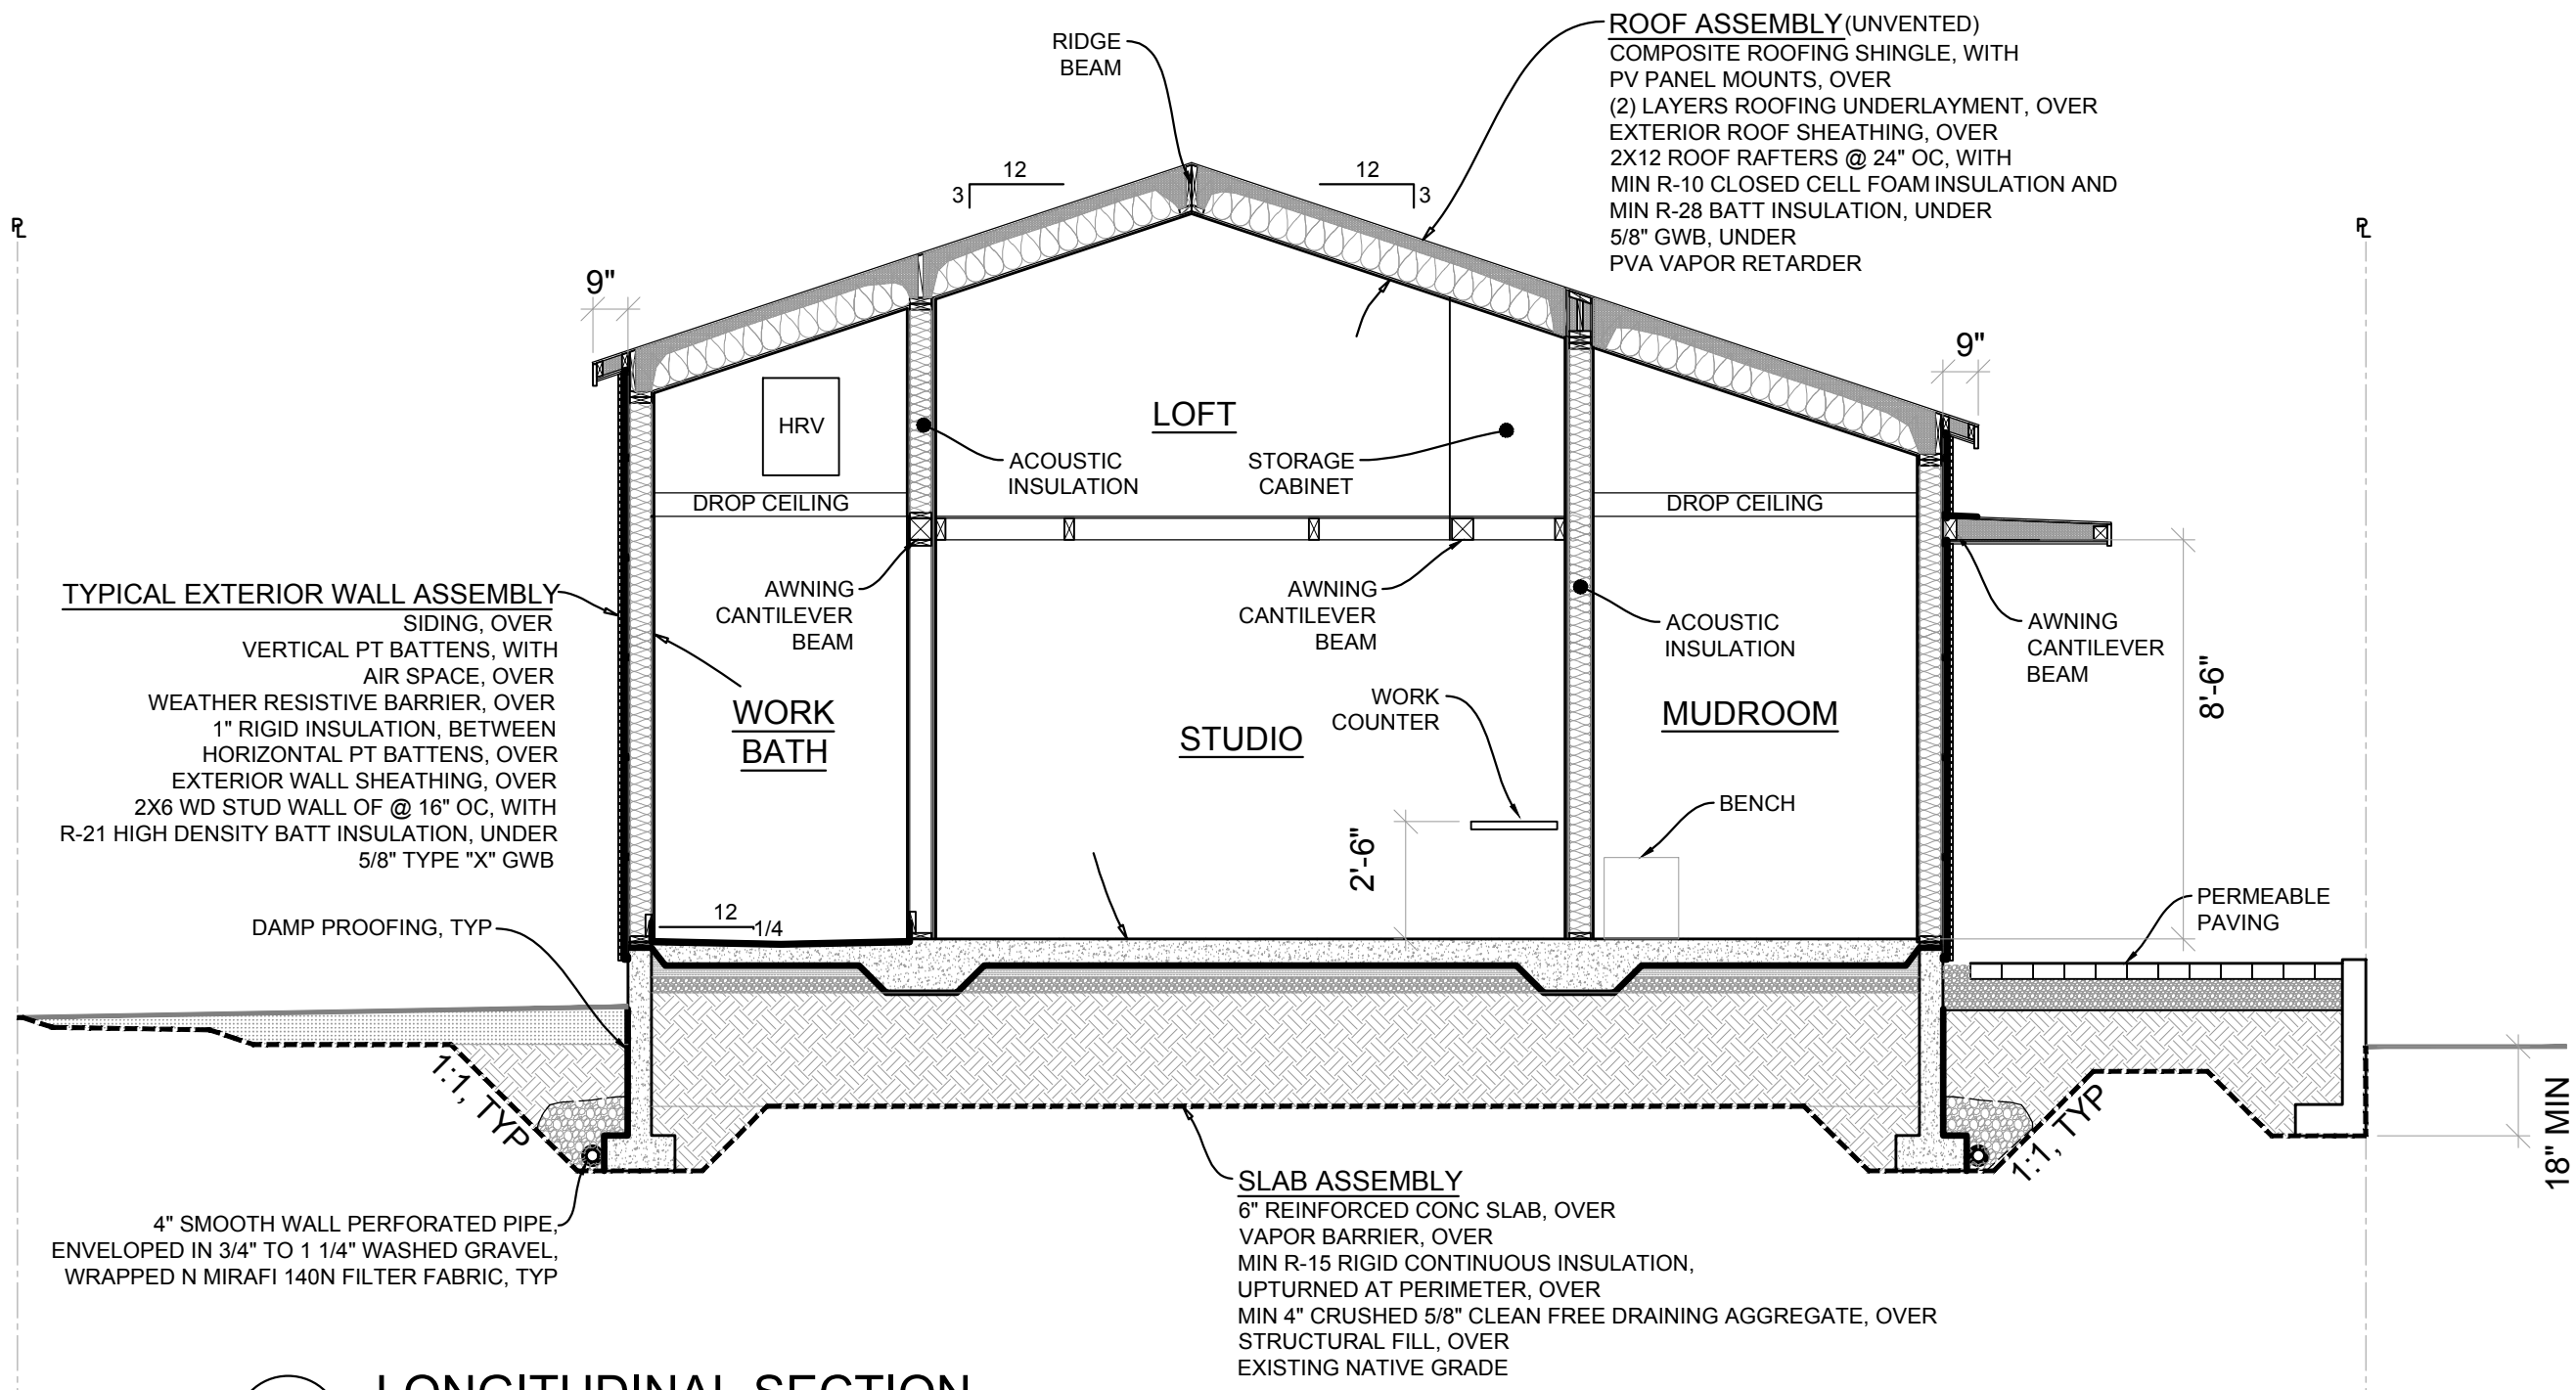 RIDGE
BEAM
ROOF ASSEMBLY (UNVENTED)
COMPOSITE ROOFING SHINGLE, WITH
PV PANEL MOUNTS, OVER
(2) LAYERS ROOFING UNDERLAYMENT, OVER
EXTERIOR ROOF SHEATHING, OVER
2X12 ROOF RAFTERS @ 24" OC, WITH
MIN R-10 CLOSED CELL FOAM INSULATION AND
MIN R-28 BATT INSULATION, UNDER
5/8" GWB, UNDER
PVA VAPOR RETARDER
12
3
12
3
PL
PL
9"
9"
HRV
LOFT
ACOUSTIC
INSULATION
STORAGE
CABINET
DROP CEILING
DROP CEILING
TYPICAL EXTERIOR WALL ASSEMBLY
SIDING, OVER
VERTICAL PT BATTENS, WITH
AIR SPACE, OVER
WEATHER RESISTIVE BARRIER, OVER
1" RIGID INSULATION, BETWEEN
HORIZONTAL PT BATTENS, OVER
EXTERIOR WALL SHEATHING, OVER
2X6 WD STUD WALL OF @ 16" OC, WITH
R-21 HIGH DENSITY BATT INSULATION, UNDER
5/8" TYPE "X" GWB
AWNING
CANTILEVER
BEAM
AWNING
CANTILEVER
BEAM
ACOUSTIC
INSULATION
AWNING
CANTILEVER
BEAM
8'-6"
WORK
BATH
STUDIO
WORK
COUNTER
MUDROOM
2'-6"
BENCH
12
1/4
DAMP PROOFING, TYP
PERMEABLE
PAVING
1:1, TYP
1:1, TYP
18" MIN
4" SMOOTH WALL PERFORATED PIPE,
ENVELOPED IN 3/4" TO 1 1/4" WASHED GRAVEL,
WRAPPED N MIRAFI 140N FILTER FABRIC, TYP
SLAB ASSEMBLY
6" REINFORCED CONC SLAB, OVER
VAPOR BARRIER, OVER
MIN R-15 RIGID CONTINUOUS INSULATION,
UPTURNED AT PERIMETER, OVER
MIN 4" CRUSHED 5/8" CLEAN FREE DRAINING AGGREGATE, OVER
STRUCTURAL FILL, OVER
EXISTING NATIVE GRADE
LONGITUDINAL SECTION